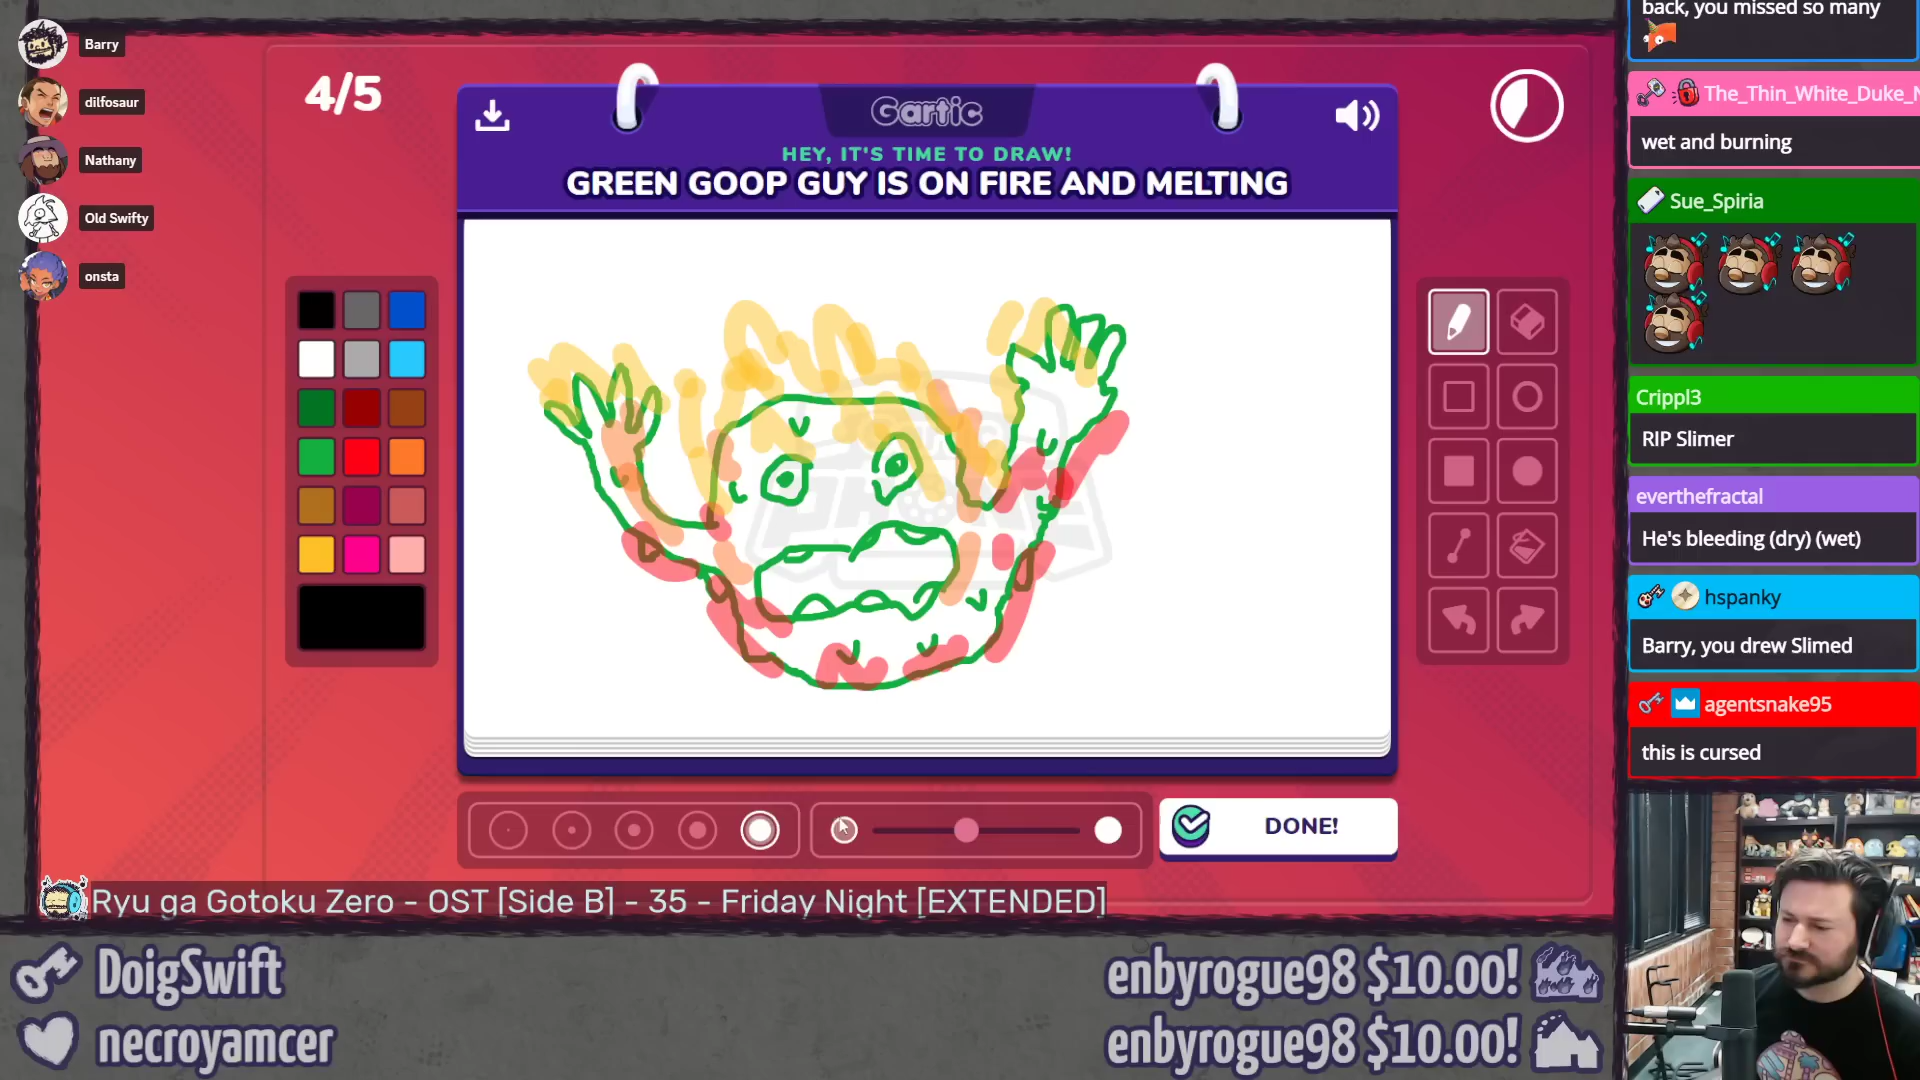 Barry
dilfosaur
Nathany
Old Swifty
onsta
4/5
Gartic
HEY, IT'S TIME TO DRAW!
GREEN GOOP GUY IS ON FIRE AND MELTING
DONE!
Ryu ga Gotoku Zero - OST [Side B] - 35 - Friday Night [EXTENDED]
DoigSwift
necroyamcer
enbyrogue98 $10.00!
enbyrogue98 $10.00!
back, you missed so many
The_Thin_White_Duke_N
wet and burning
Sue_Spiria
Crippl3
RIP Slimer
everthefractal
He's bleeding (dry) (wet)
hspanky
Barry, you drew Slimed
agentsnake95
this is cursed